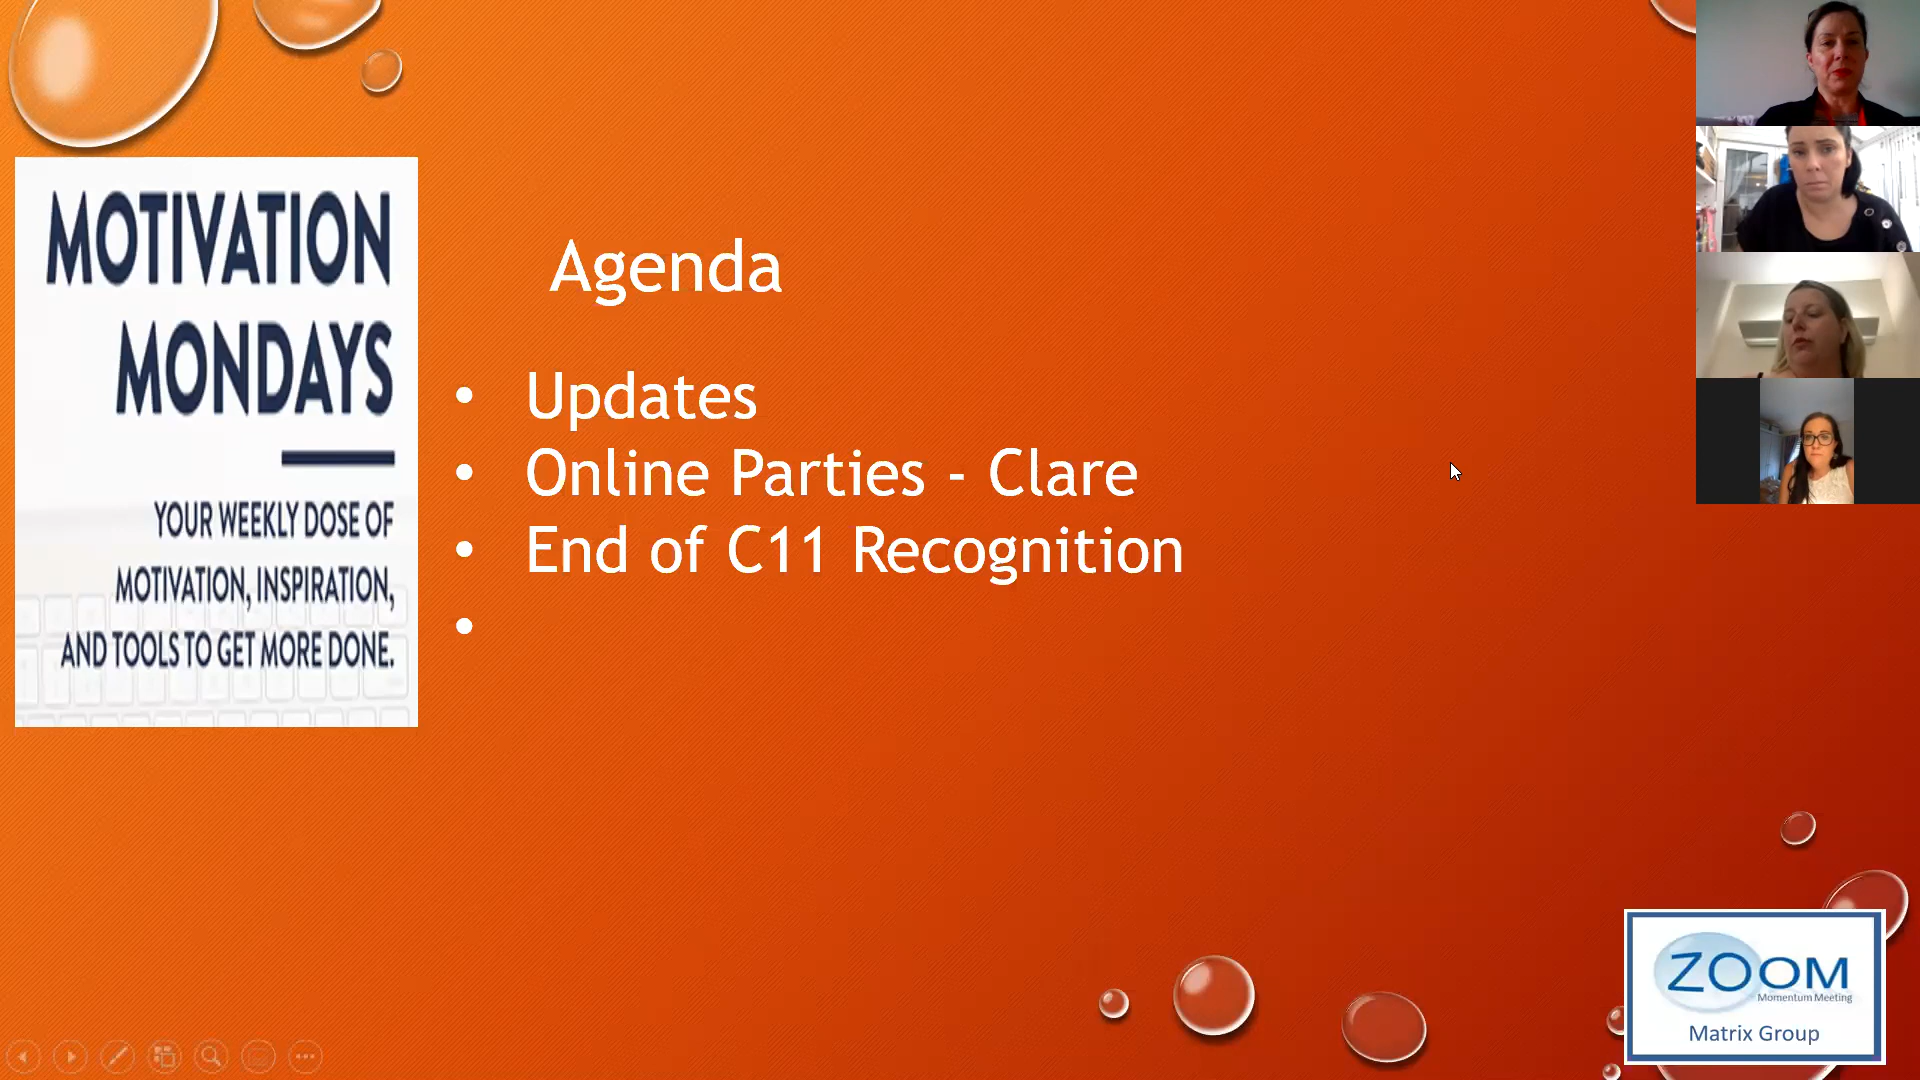 MOTIVATION
MONDAYS
YOUR WEEKLY DOSE OF
MOTIVATION, INSPIRATION,
AND TOOLS TO GET MORE DONE.
Agenda
• Updates
• Online Parties - Clare
• End of C11 Recognition
•
ZOOM
Momentum Meeting
Matrix Group